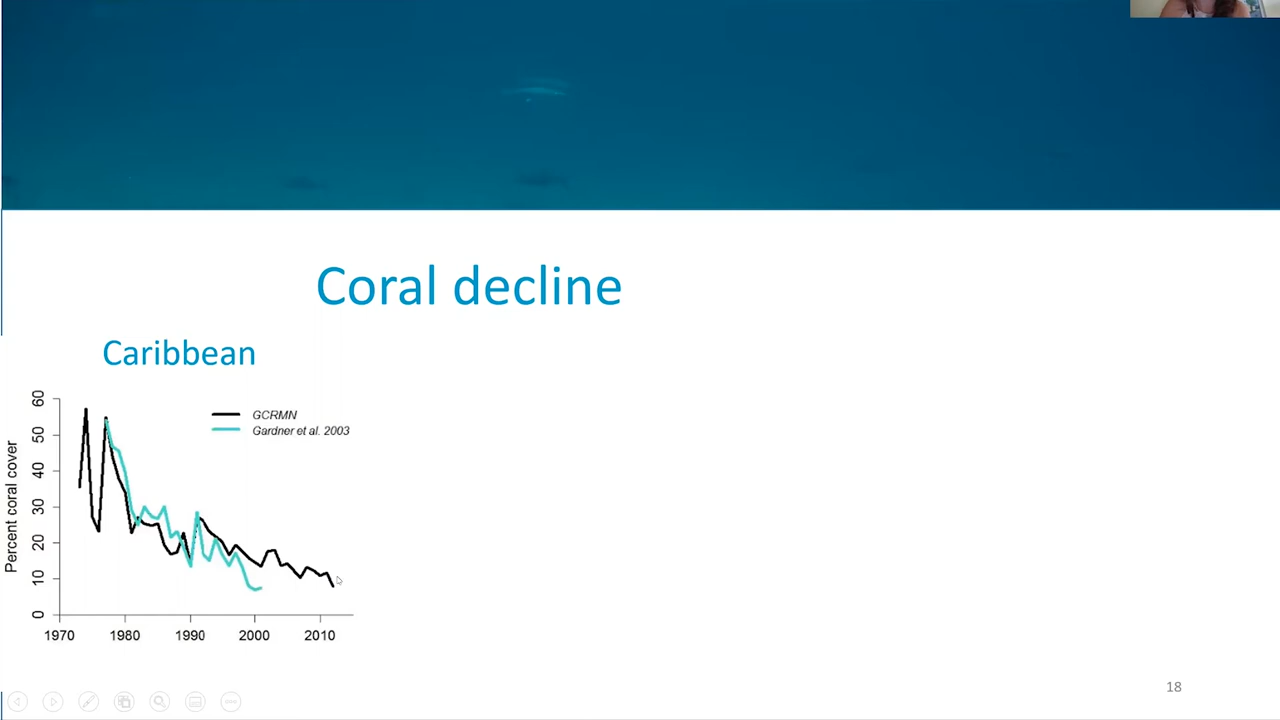 Coral decline
Caribbean
GCRMN
Gardner et al. 2003
Percent coral cover
60
50
40
30
20
10
0
1970 1980 1990 2000 2010
18